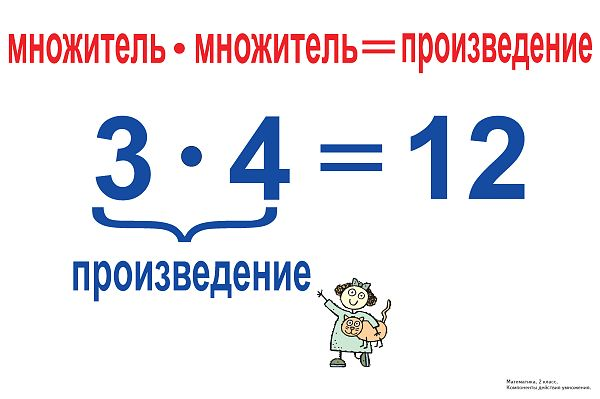 множитель • множитель = произведение
3 • 4 = 12
произведение
Математика, 2 класс.
Компоненты действия умножения.